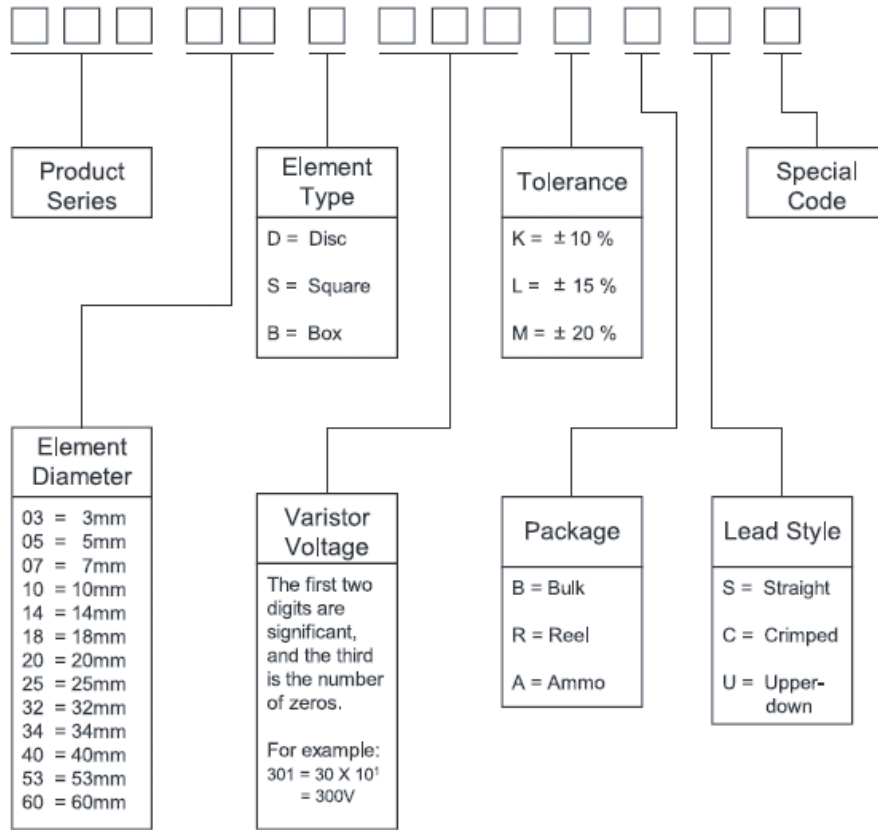 Product
Series
Element
Type
D = Disc
S = Square
B = Box
Tolerance
K = ± 10 %
L = ± 15 %
M = ± 20 %
Special
Code
Element
Diameter
03 = 3mm
05 = 5mm
07 = 7mm
10 = 10mm
14 = 14mm
18 = 18mm
20 = 20mm
25 = 25mm
32 = 32mm
34 = 34mm
40 = 40mm
53 = 53mm
60 = 60mm
Varistor
Voltage
The first two
digits are
significant,
and the third
is the number
of zeros.
For example:
301 = 30 X 10¹
= 300V
Package
B = Bulk
R = Reel
A = Ammo
Lead Style
S = Straight
C = Crimped
U = Upper-
down